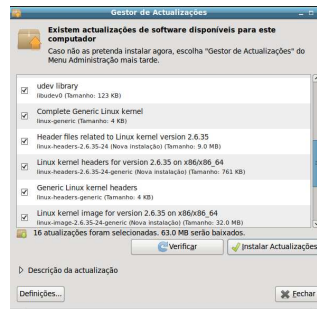 Gestor de Actualizações
Existem actualizações de software disponíveis para este
computador
Caso não as pretenda instalar agora, escolha "Gestor de Actualizações" do
Menu Administração mais tarde.
udev library
libudev0 (Tamanho: 123 KB)
Complete Generic Linux kernel
linux-generic (Tamanho: 4 KB)
Header files related to Linux kernel version 2.6.35
linux-headers-2.6.35-24 (Nova instalação) (Tamanho: 9.0 MB)
Linux kernel headers for version 2.6.35 on x86/x86_64
linux-headers-2.6.35-24-generic (Nova instalação) (Tamanho: 761 KB)
Generic Linux kernel headers
linux-headers-generic (Tamanho: 4 KB)
Linux kernel image for version 2.6.35 on x86/x86_64
linux-image-2.6.35-24-generic (Nova instalação) (Tamanho: 32.0 MB)
16 atualizações foram selecionadas. 63.0 MB serão baixados.
Verificar
Instalar Actualizações
Descrição da actualização
Definições...
Fechar